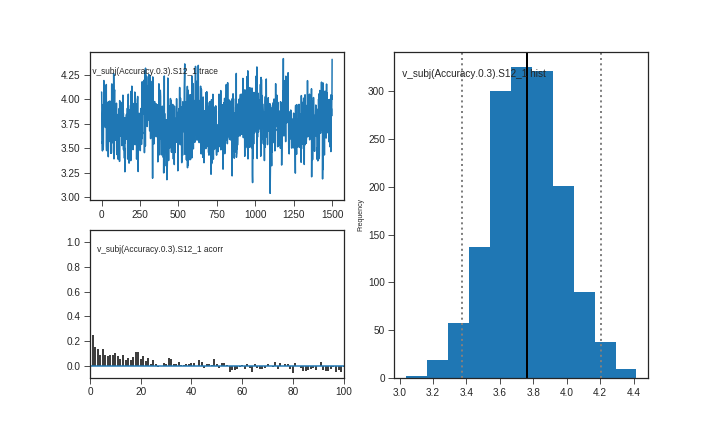 v_subj(Accuracy.0.3).S12_1 trace
4.25
4.00
3.75
3.50
3.25
3.00
0 250 500 750 1000 1250 1500
v_subj(Accuracy.0.3).S12_1 acorr
1.0
0.8
0.6
0.4
0.2
0.0
0 20 40 60 80 100
v_subj(Accuracy.0.3).S12_1 hist
Frequency
300
250
200
150
100
50
0
3.0 3.2 3.4 3.6 3.8 4.0 4.2 4.4